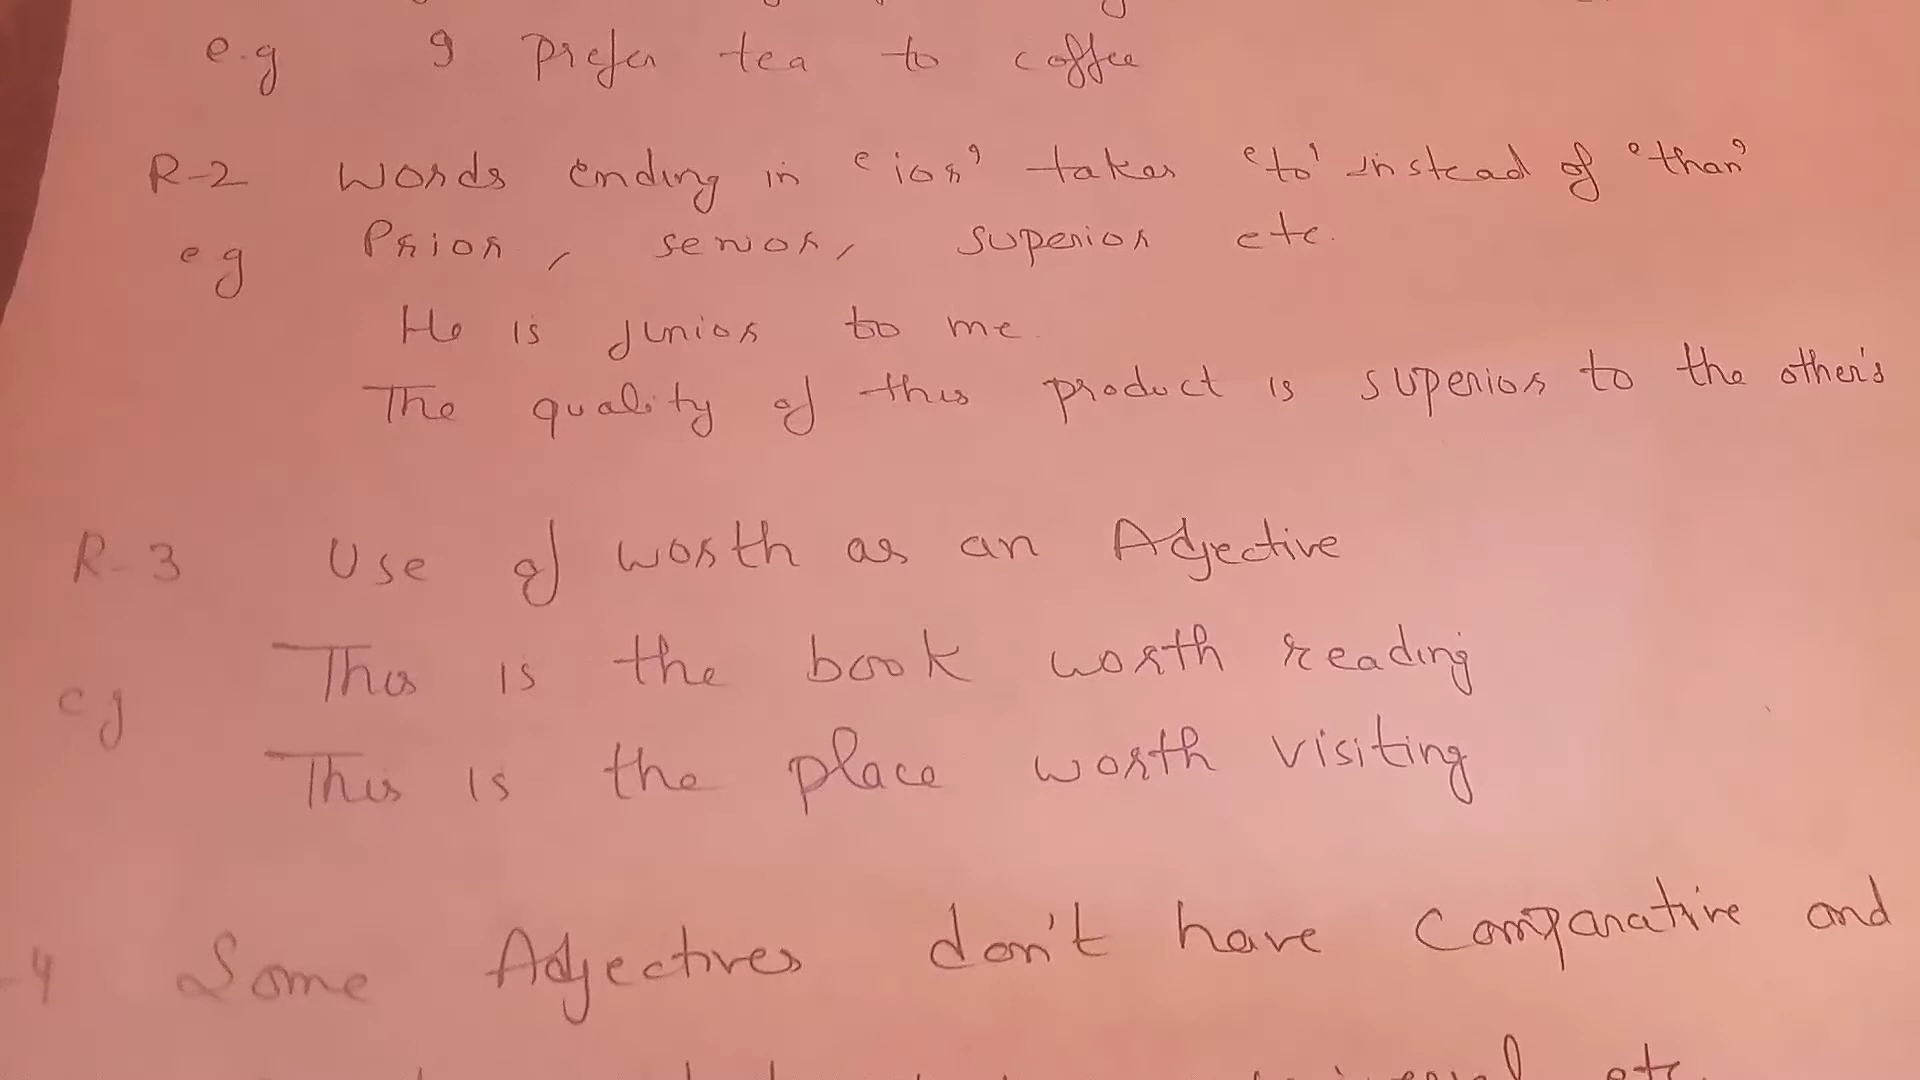 e.g I prefer tea to coffee
R-2 Words ending in 'ior' takes 'to' instead of 'than'
eg Prior, senior, superior etc.
He is junior to me.
The quality of this product is superior to the other's
R-3 Use of worth as an Adjective
eg This is the book worth reading
This is the place worth visiting
-4 Some Adjectives don't have Comparative and
etc.